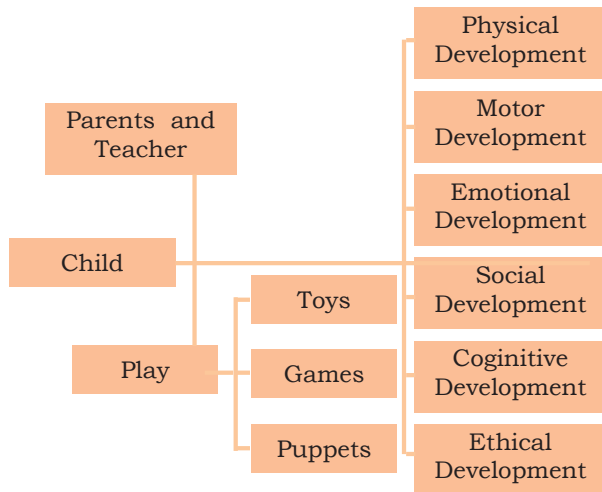 Physical
Development
Motor
Development
Parents and
Teacher
Emotional
Development
Child
Social
Development
Toys
Coginitive
Development
Play
Games
Ethical
Development
Puppets